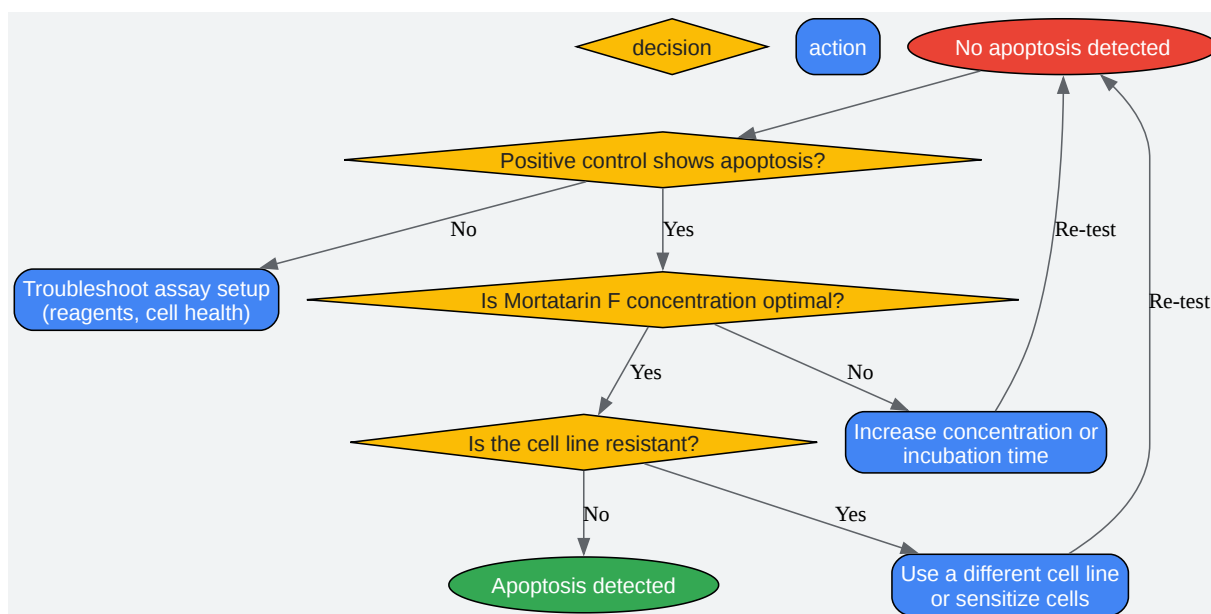 decision
action
No apoptosis detected
Positive control shows apoptosis?
No
Yes
Re-test
Troubleshoot assay setup
(reagents, cell health)
Is Mortatarin F concentration optimal?
Re-test
Yes
No
Increase concentration or
incubation time
Is the cell line resistant?
No
Yes
Apoptosis detected
Use a different cell line
or sensitize cells